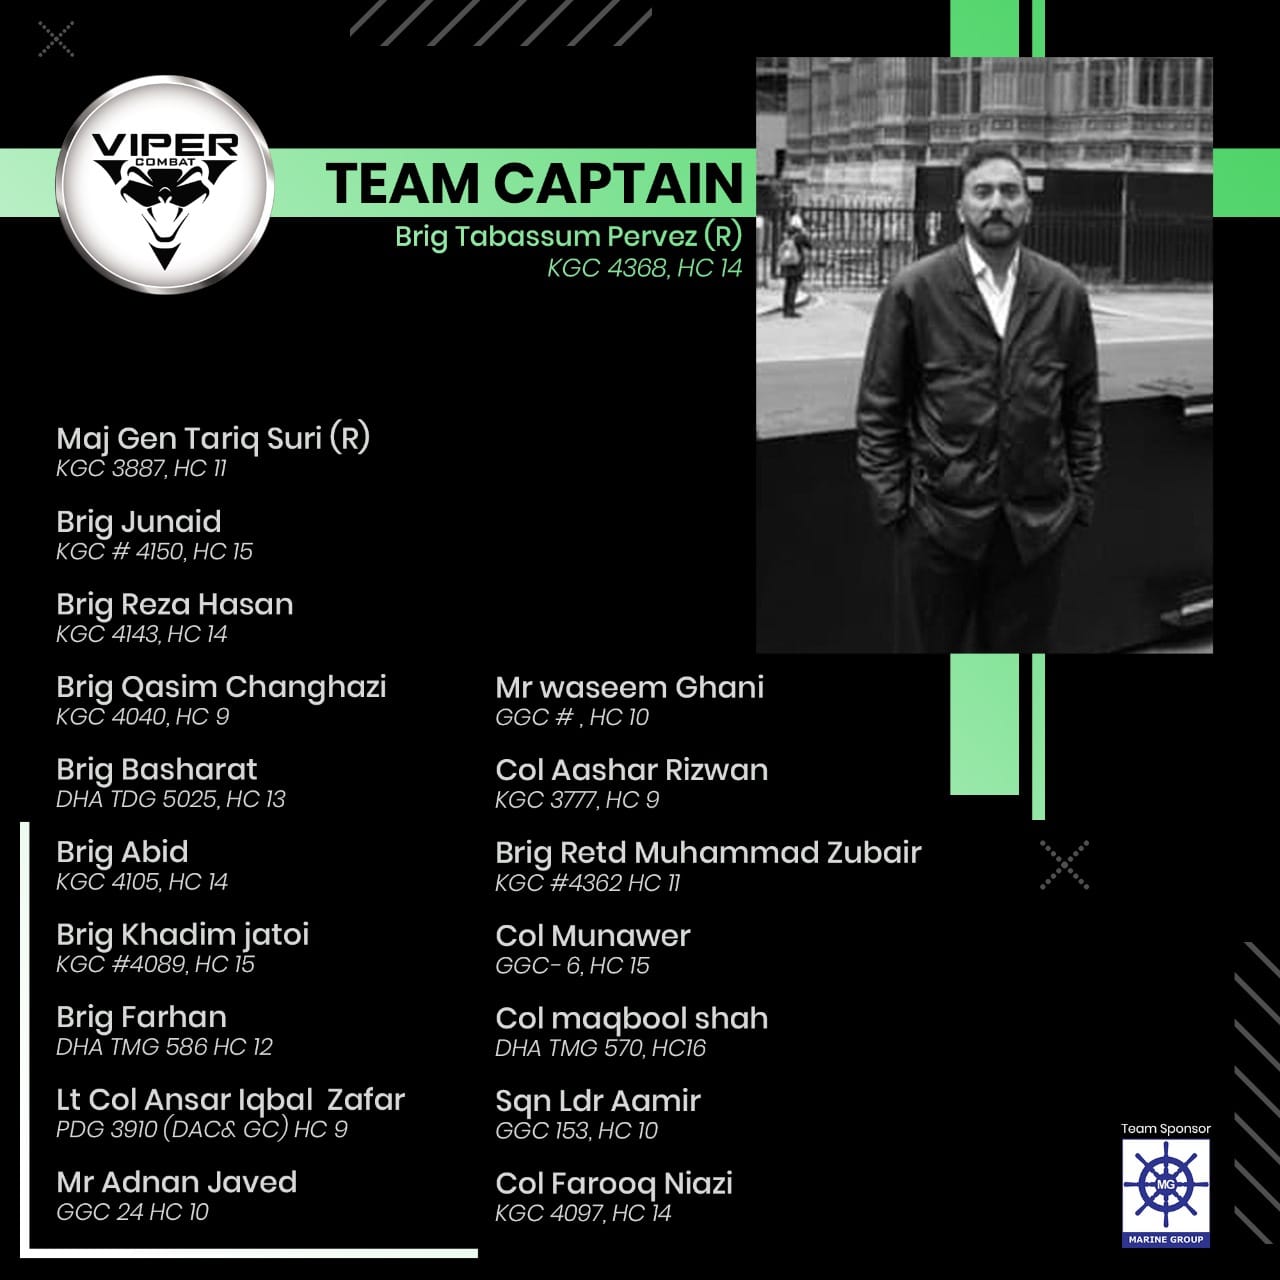 VIPER
COMBAT
TEAM CAPTAIN
Brig Tabassum Pervez (R)
KGC 4368, HC 14
Maj Gen Tariq Suri (R)
KGC 3887, HC 11
Brig Junaid
KGC # 4150, HC 15
Brig Reza Hasan
KGC 4143, HC 14
Brig Qasim Changhazi
KGC 4040, HC 9
Brig Basharat
DHA TDG 5025, HC 13
Brig Abid
KGC 4105, HC 14
Brig Khadim jatoi
KGC #4089, HC 15
Brig Farhan
DHA TMG 586 HC 12
Lt Col Ansar Iqbal  Zafar
PDG 3910 (DAC& GC) HC 9
Mr Adnan Javed
GGC 24 HC 10
Mr waseem Ghani
GGC # , HC 10
Col Aashar Rizwan
KGC 3777, HC 9
Brig Retd Muhammad Zubair
KGC #4362 HC 11
Col Munawer
GGC- 6, HC 15
Col maqbool shah
DHA TMG 570, HC16
Sqn Ldr Aamir
GGC 153, HC 10
Col Farooq Niazi
KGC 4097, HC 14
Team Sponsor
MG
MARINE GROUP